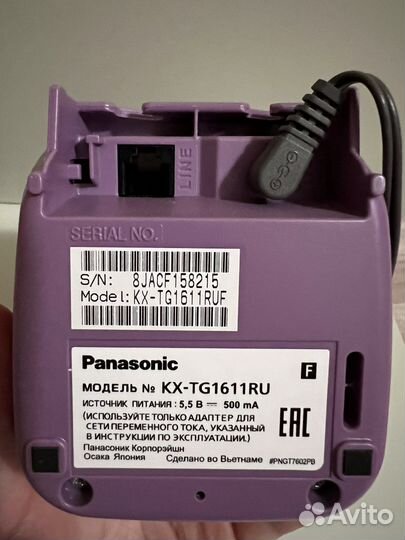 LINE
SERIAL NO.
S/N: 8JACF158215
Model: KX-TG1611RUF
Panasonic
F
МОДЕЛЬ № KX-TG1611RU
ИСТОЧНИК ПИТАНИЯ: 5,5 В 500 mA
(ИСПОЛЬЗУЙТЕ ТОЛЬКО АДАПТЕР ДЛЯ
СЕТИ ПЕРЕМЕННОГО ТОКА, УКАЗАННЫЙ
В ИНСТРУКЦИИ ПО ЭКСПЛУАТАЦИИ.)
EAC
Панасоник Корпорэйшн
Осака Япония Сделано во Вьетнаме
#PNGT7602PB
Avito